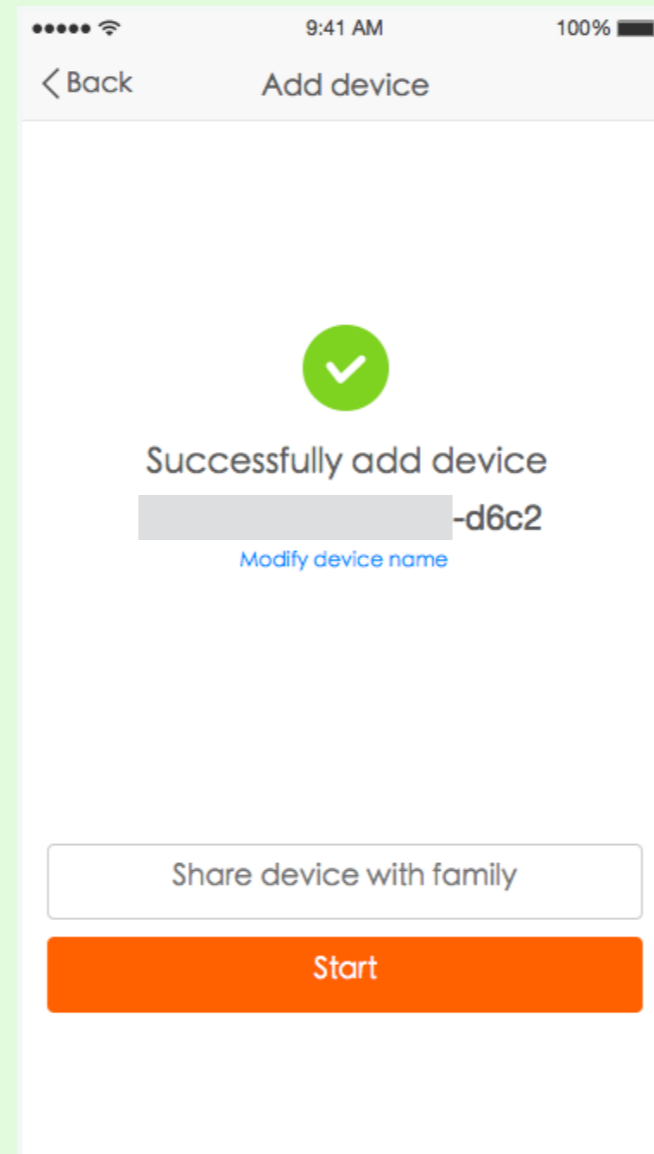 9:41 AM 100%
Back Add device
Successfully add device
-d6c2
Modify device name
Share device with family
Start